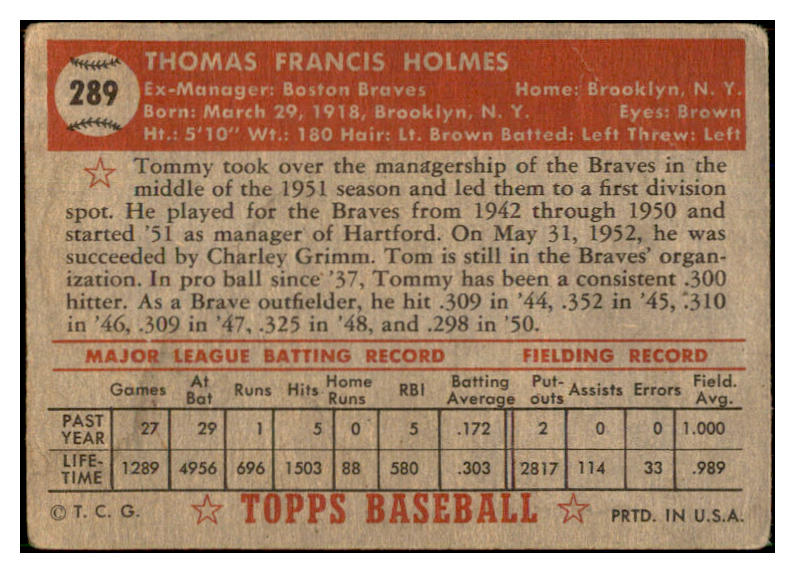 289
THOMAS FRANCIS HOLMES
Ex-Manager: Boston Braves Home: Brooklyn, N. Y.
Born: March 29, 1918, Brooklyn, N. Y. Eyes: Brown
Ht.: 5'10" Wt.: 180 Hair: Lt. Brown Batted: Left Threw: Left
Tommy took over the managership of the Braves in the
middle of the 1951 season and led them to a first division
spot. He played for the Braves from 1942 through 1950 and
started '51 as manager of Hartford. On May 31, 1952, he was
succeeded by Charley Grimm. Tom is still in the Braves' organ-
ization. In pro ball since '37, Tommy has been a consistent .300
hitter. As a Brave outfielder, he hit .309 in '44, .352 in '45, .310
in '46, .309 in '47, .325 in '48, and .298 in '50.
MAJOR LEAGUE BATTING RECORD FIELDING RECORD
Games At Bat Runs Hits Home Runs RBI Batting Average Put-outs Assists Errors Field. Avg.
PAST YEAR 27 29 1 5 0 5 .172 2 0 0 1.000
LIFE-TIME 1289 4956 696 1503 88 580 .303 2817 114 33 .989
© T. C. G. TOPPS BASEBALL PRTD. IN U.S.A.